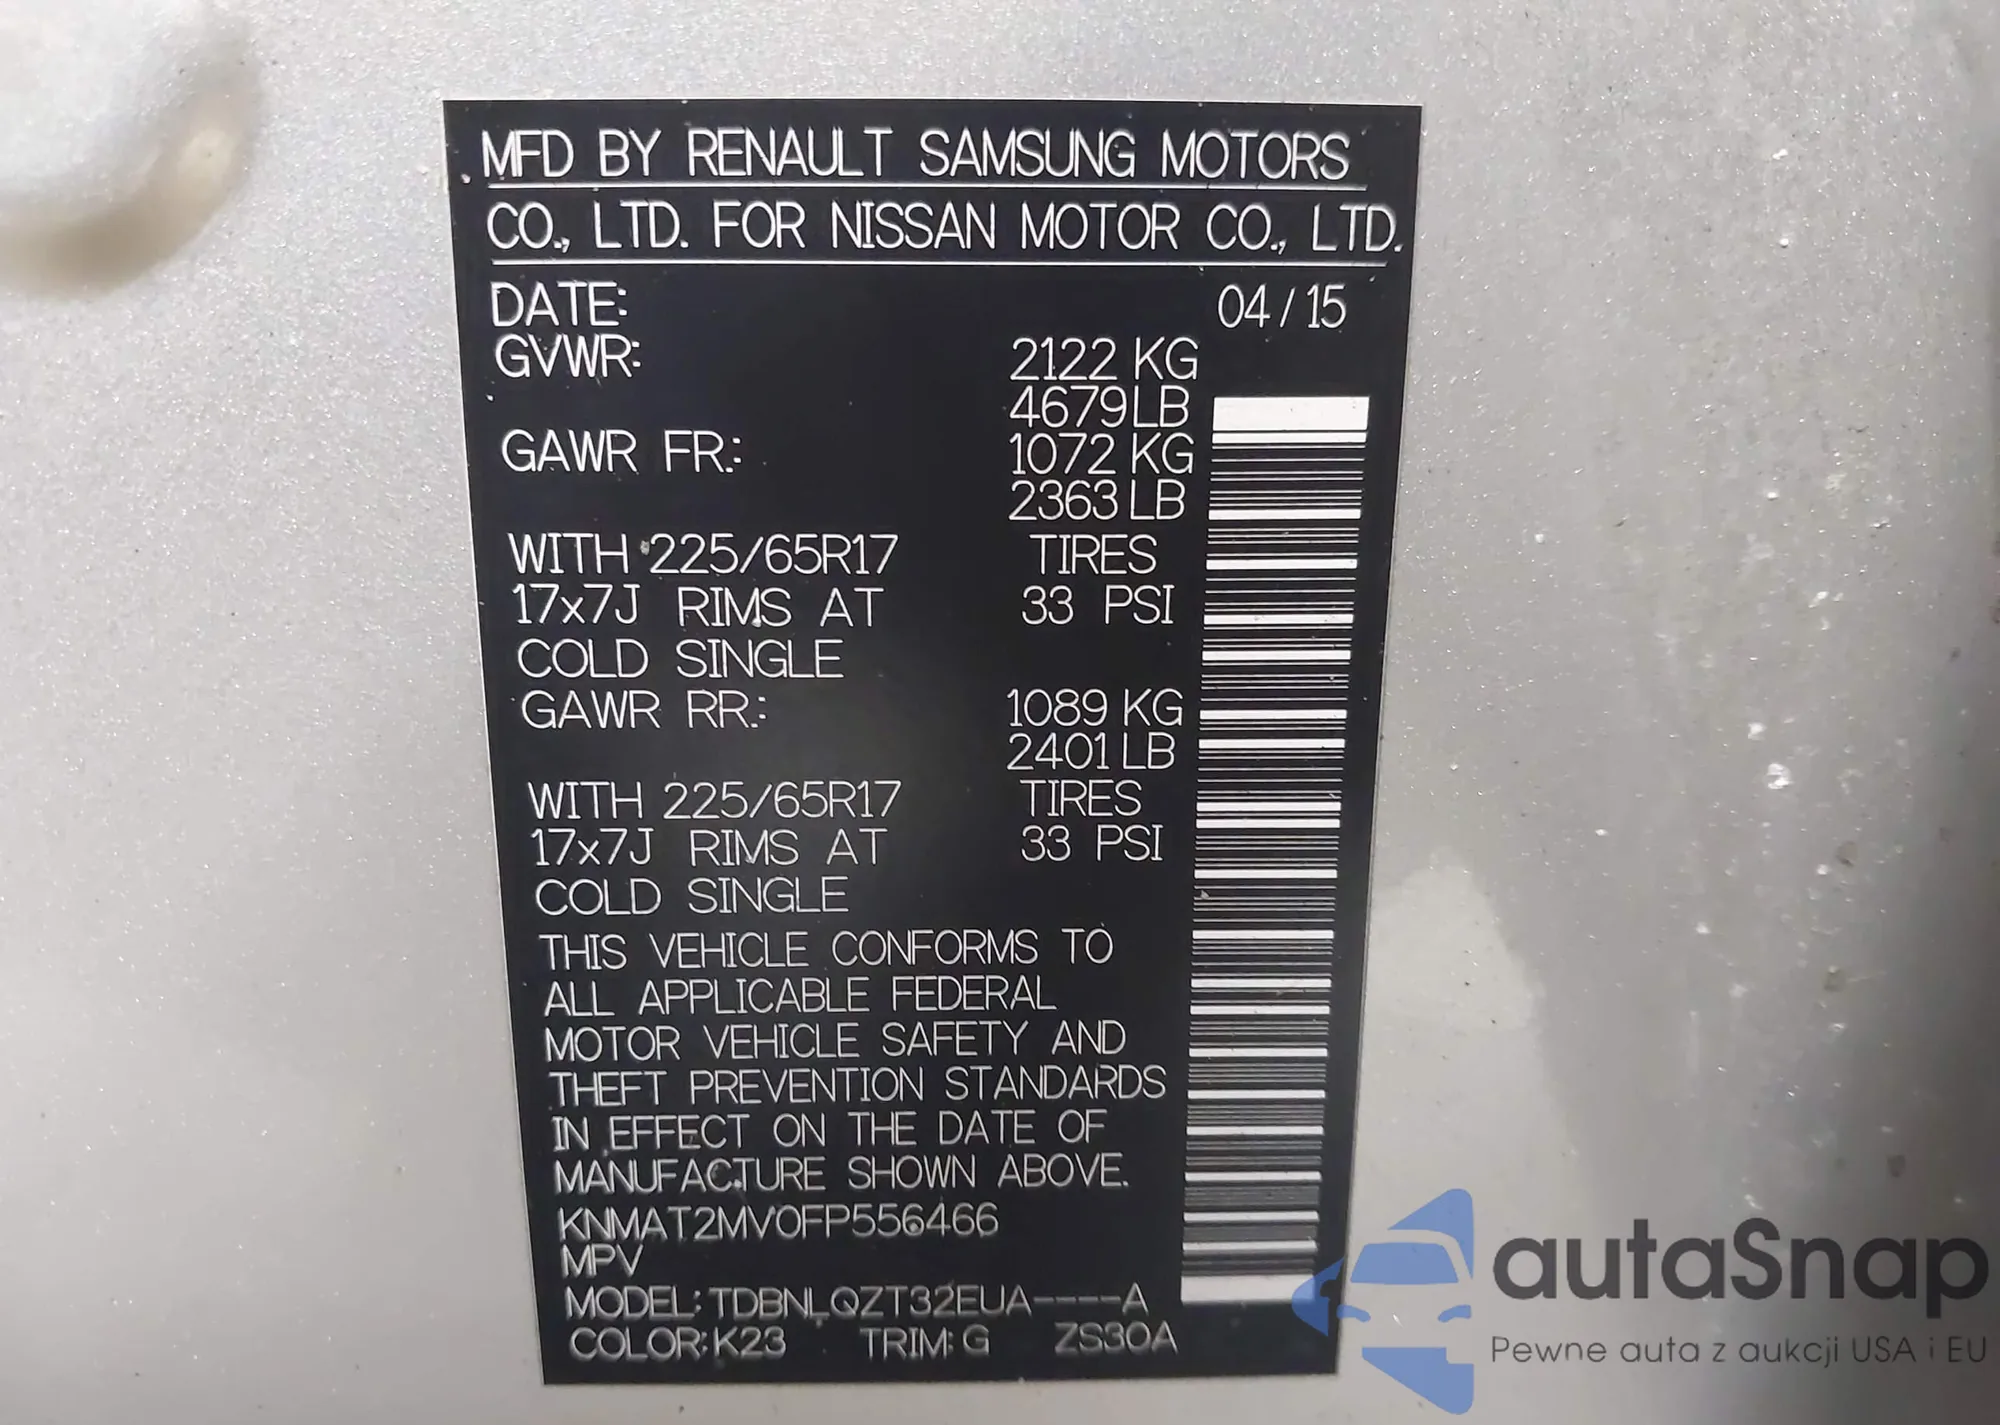 MFD BY RENAULT SAMSUNG MOTORS
CO., LTD. FOR NISSAN MOTOR CO., LTD.
DATE: 04/15
GVWR: 2122 KG
4679 LB
GAWR FR.: 1072 KG
2363 LB
WITH 225/65R17 TIRES
17x7J RIMS AT 33 PSI
COLD SINGLE
GAWR RR.: 1089 KG
2401 LB
WITH 225/65R17 TIRES
17x7J RIMS AT 33 PSI
COLD SINGLE
THIS VEHICLE CONFORMS TO
ALL APPLICABLE FEDERAL
MOTOR VEHICLE SAFETY AND
THEFT PREVENTION STANDARDS
IN EFFECT ON THE DATE OF
MANUFACTURE SHOWN ABOVE.
KNMAT2MV0FP556466
MPV
MODEL: TDBNLQZT32EUA----A
COLOR: K23 TRIM: G ZS30A
autaSnap
Pewne auta z aukcji USA i EU